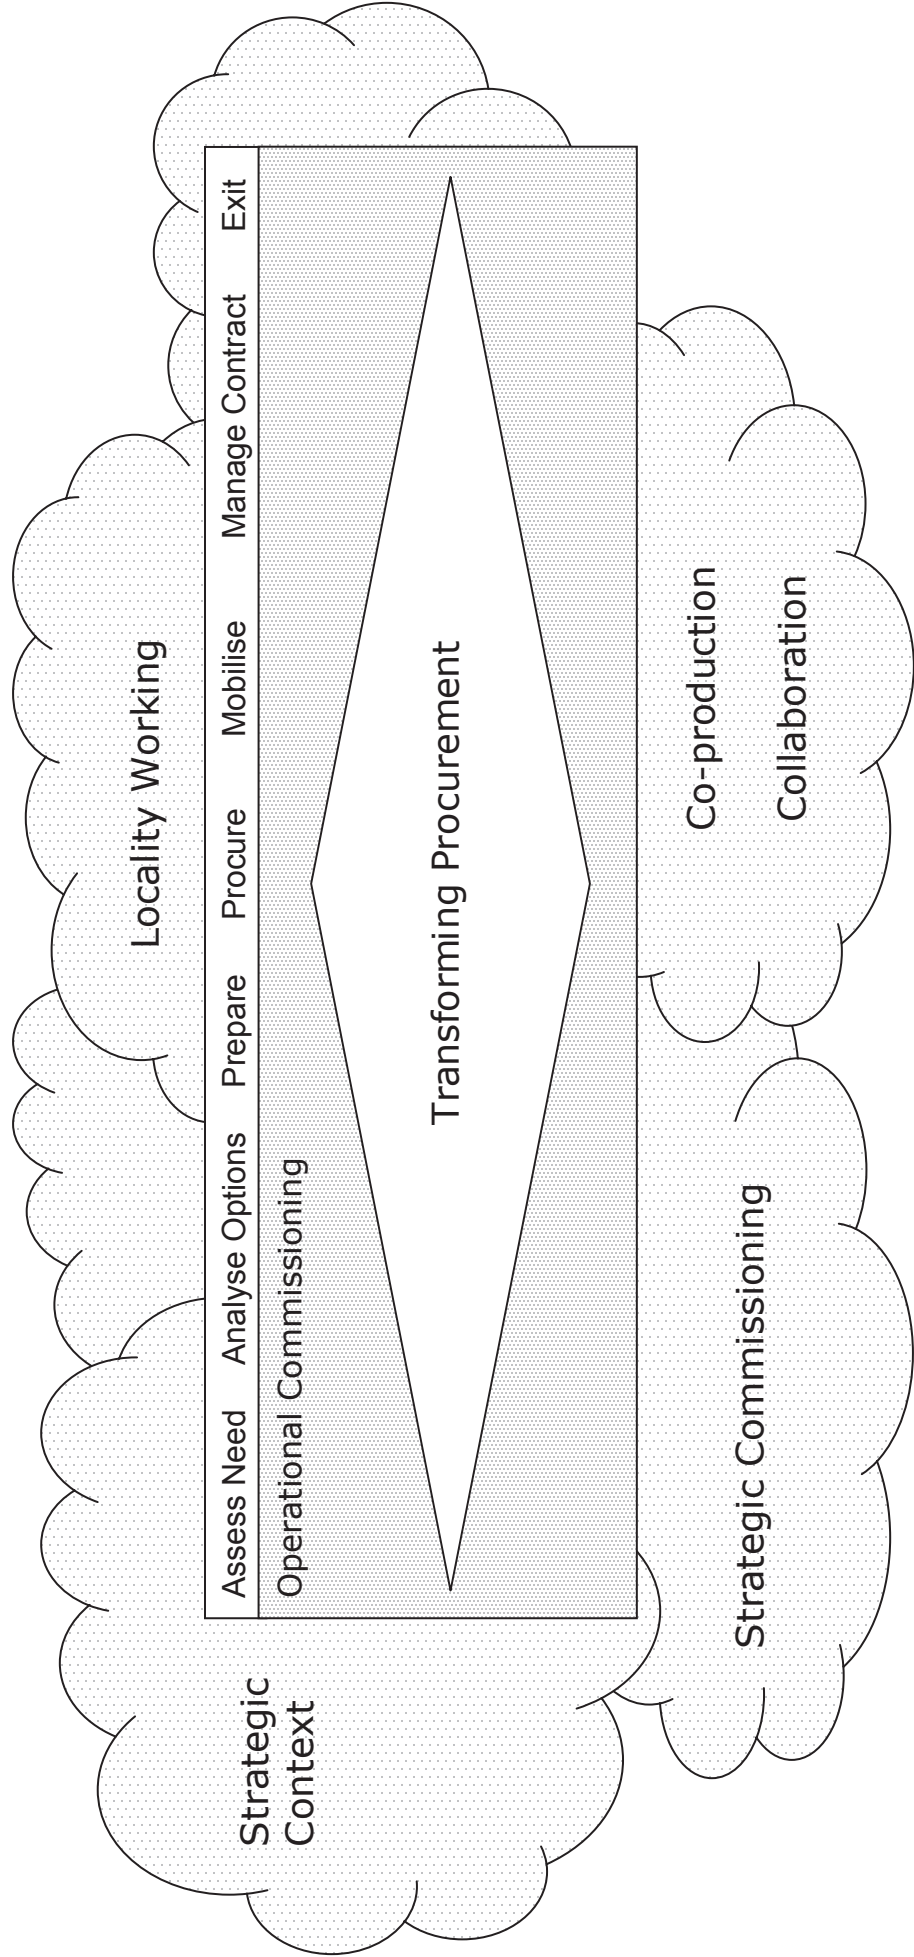 Locality Working
Assess Need Analyse Options Prepare Procure Mobilise Manage Contract Exit
Strategic
Context
Operational Commissioning
Transforming Procurement
Co-production
Strategic Commissioning
Collaboration